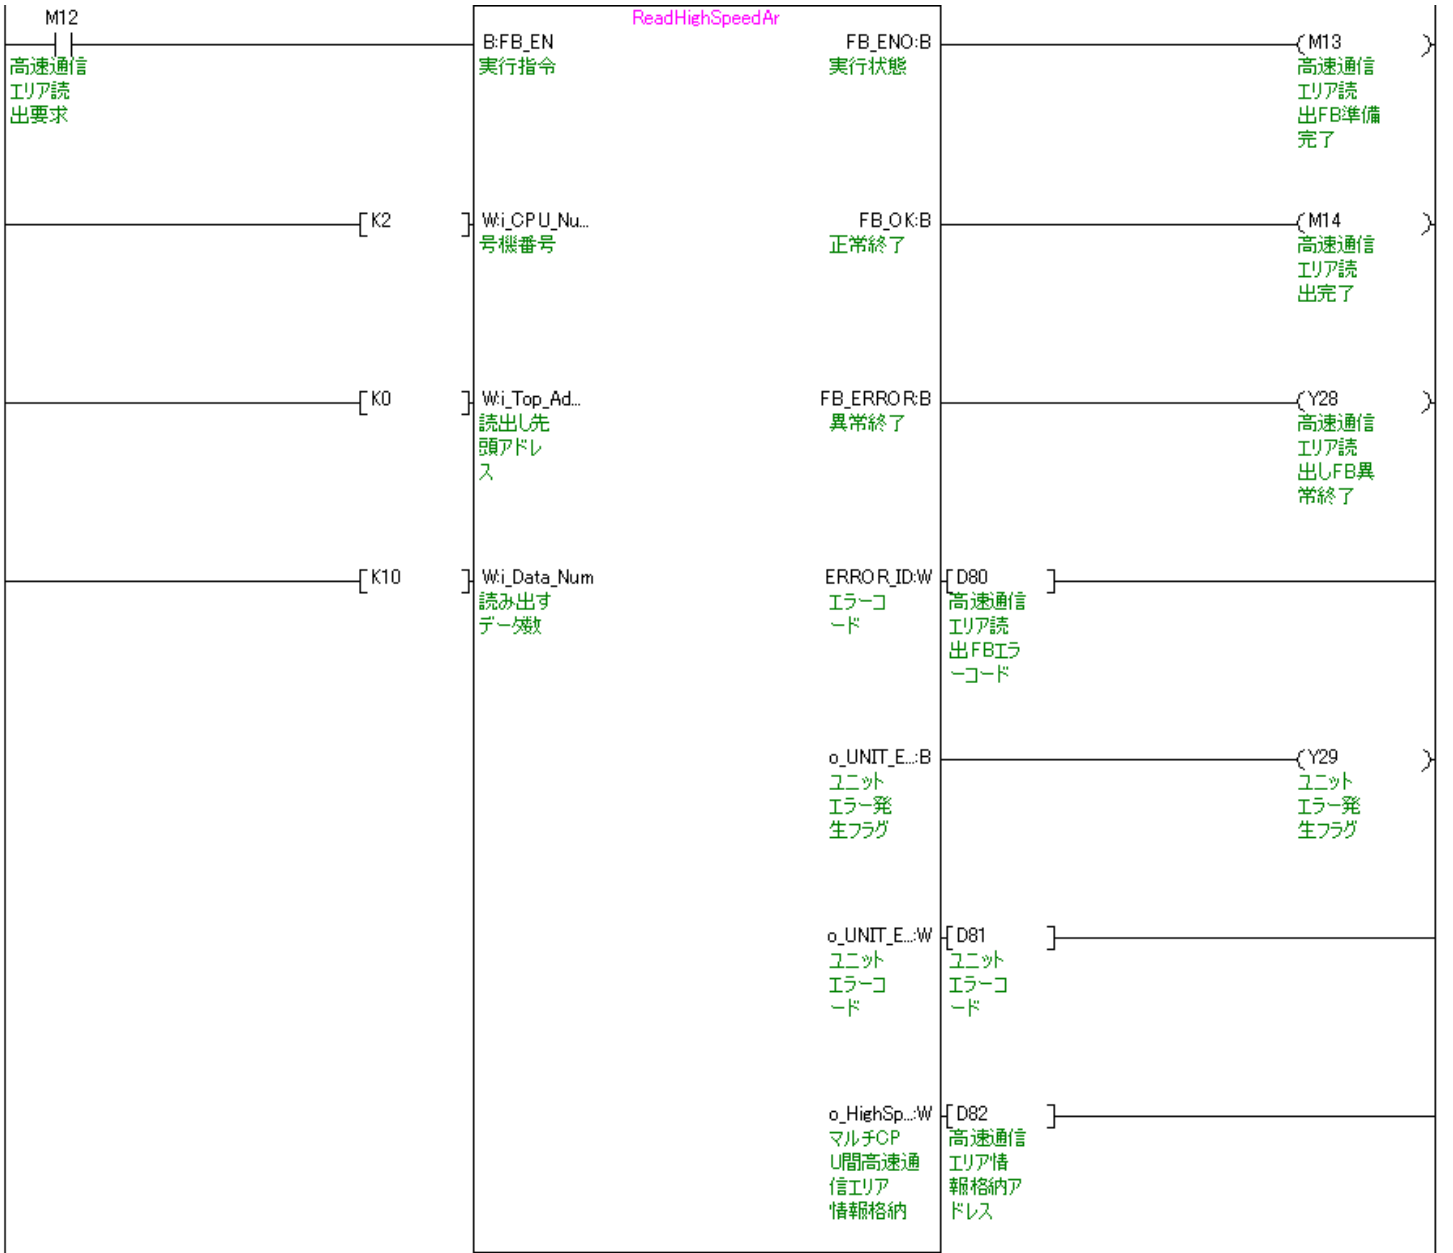 M12
ReadHighSpeedAr
B:FB_EN
FB_ENO:B
M13
高速通信
エリア読
出要求
実行指令
実行状態
高速通信
エリア読
出FB準備
完了
K2
W:i_CPU_Nu...
FB_OK:B
M14
号機番号
正常終了
高速通信
エリア読
出完了
K0
W:i_Top_Ad...
FB_ERROR:B
Y28
読出し先
頭アドレ
ス
異常終了
高速通信
エリア読
出しFB異
常終了
K10
W:i_Data_Num
ERROR_ID:W
D80
読み出す
データ数
エラーコ
ード
高速通信
エリア読
出FBエラ
ーコード
o_UNIT_E...:B
Y29
ユニット
エラー発
生フラグ
ユニット
エラー発
生フラグ
o_UNIT_E...:W
D81
ユニット
エラーコ
ード
ユニット
エラーコ
ード
o_HighSp...:W
D82
マルチCP
U間高速通
信エリア
情報格納
高速通信
エリア情
報格納ア
ドレス